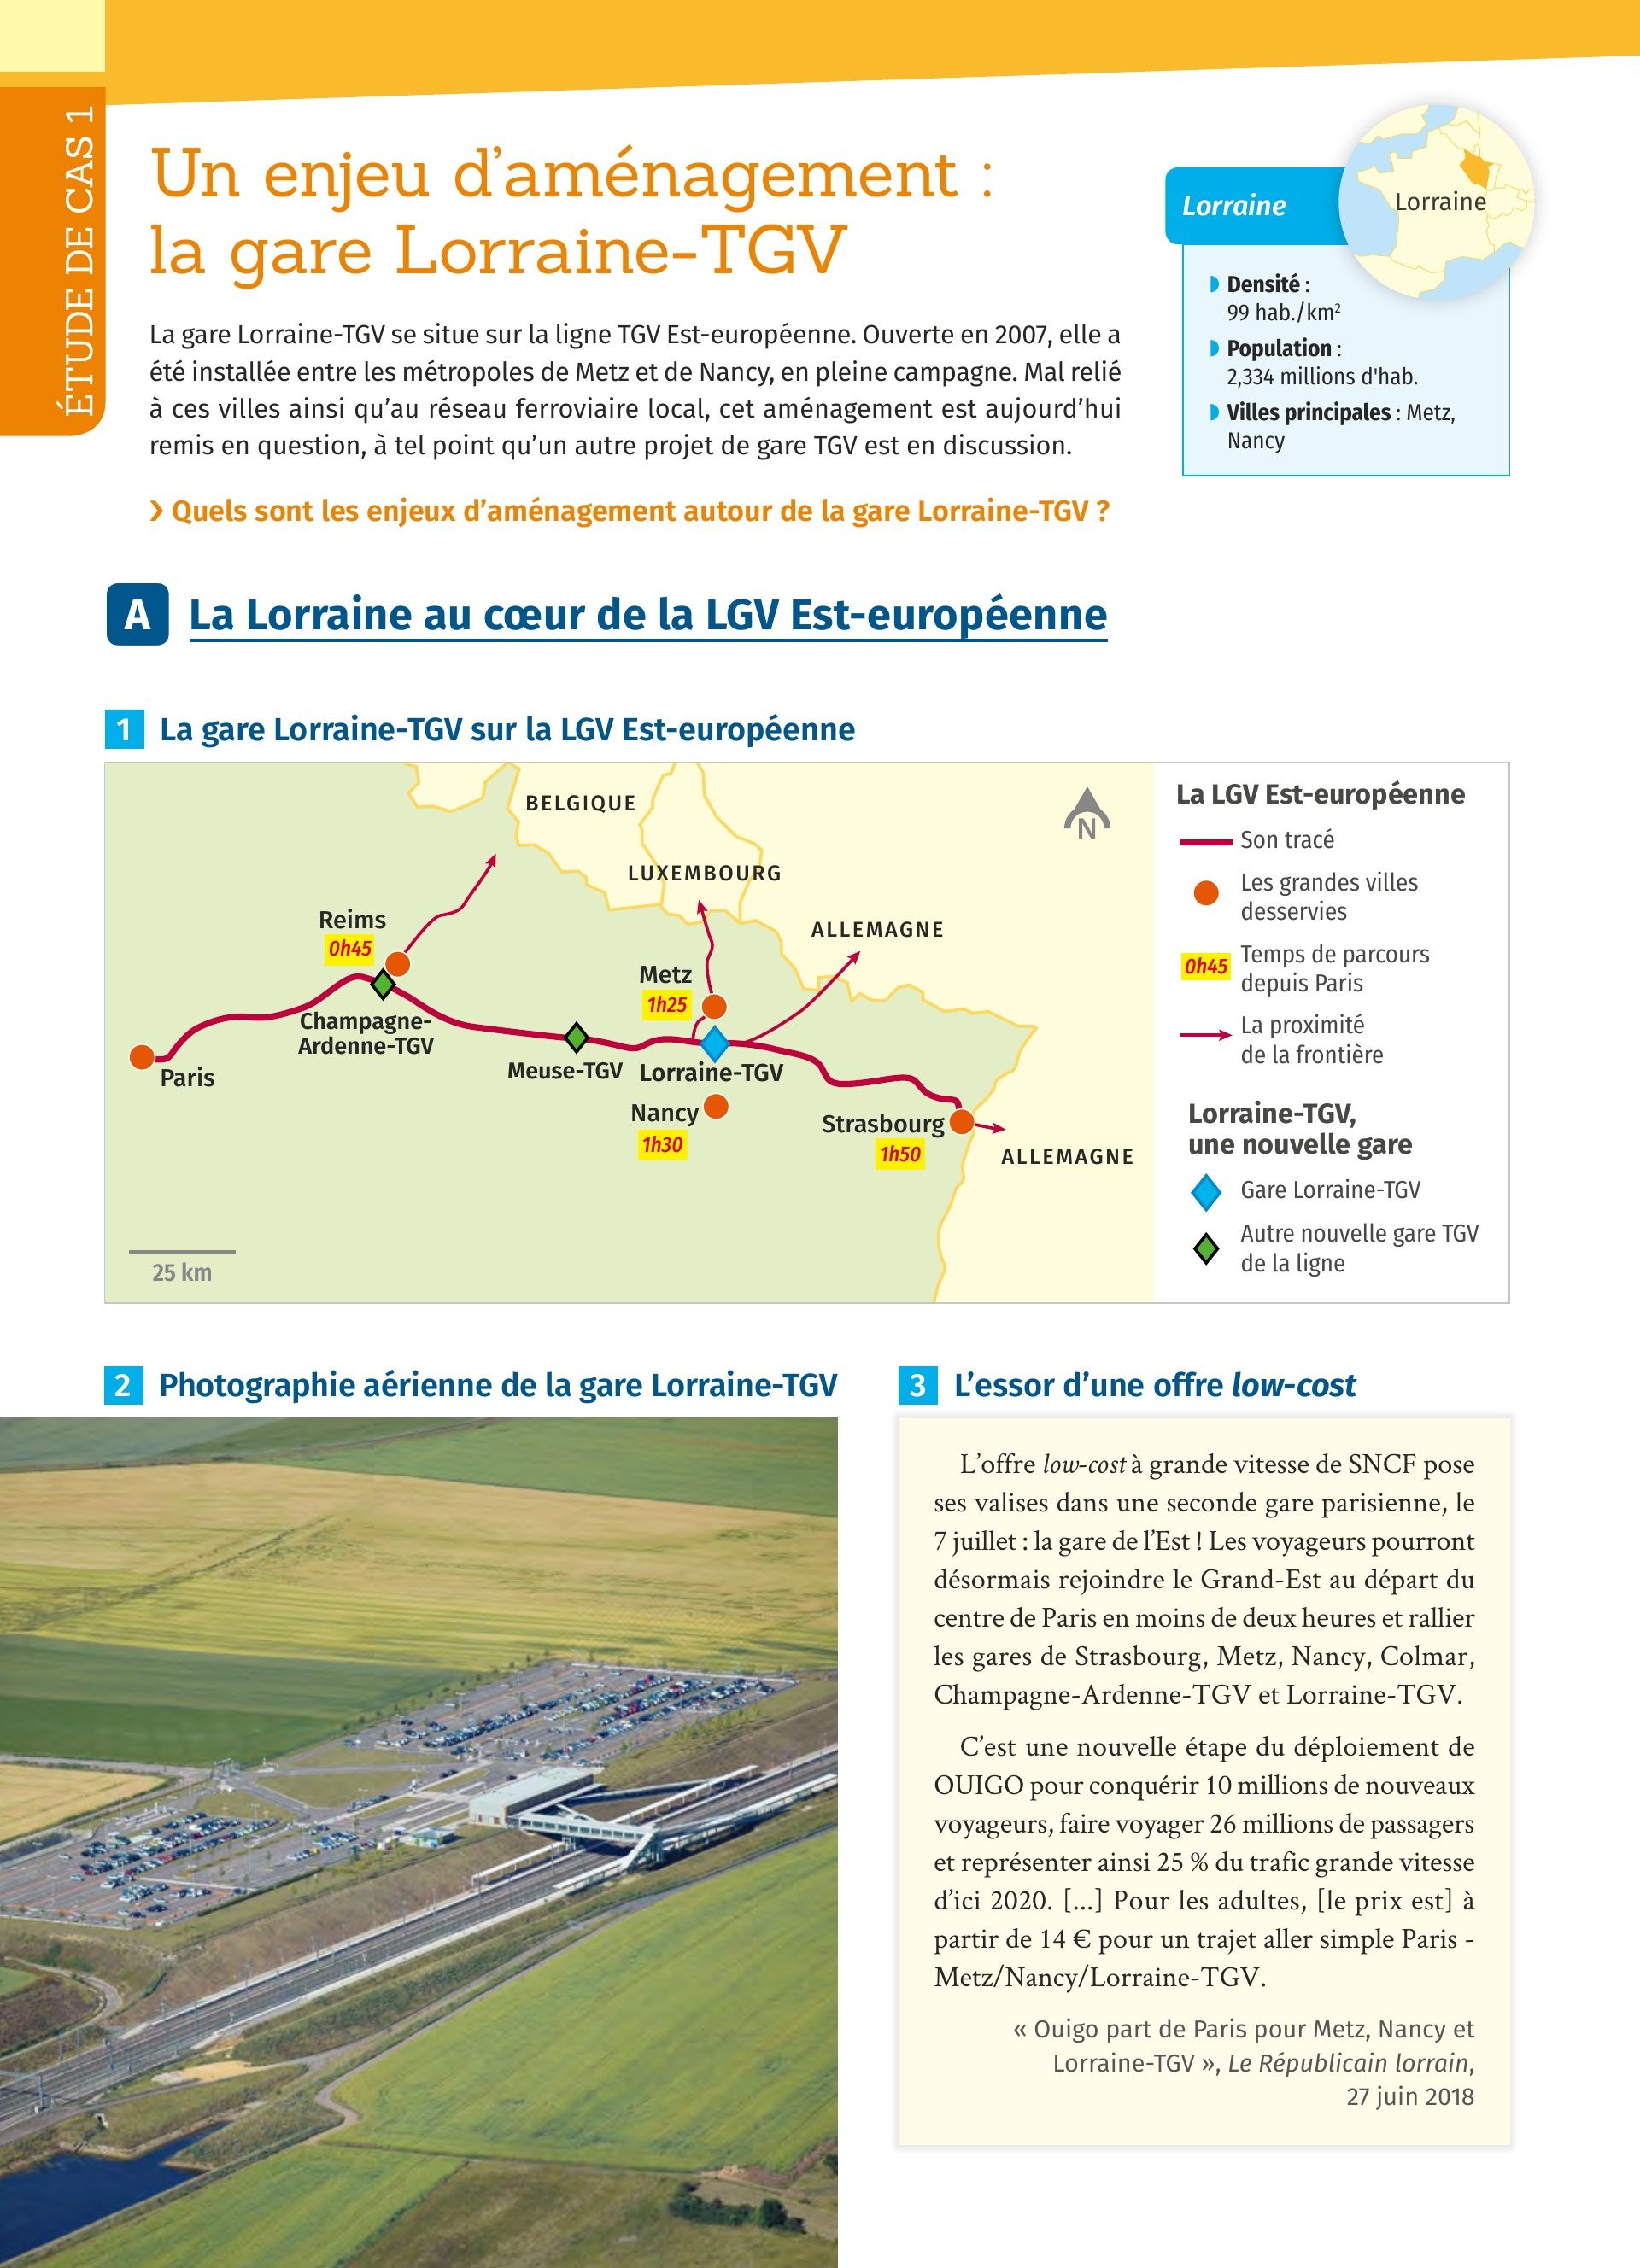 ÉTUDE DE CAS 1
Un enjeu d'aménagement :
la gare Lorraine-TGV
La gare Lorraine-TGV se situe sur la ligne TGV Est-européenne. Ouverte en 2007, elle a
été installée entre les métropoles de Metz et de Nancy, en pleine campagne. Mal relié
à ces villes ainsi qu'au réseau ferroviaire local, cet aménagement est aujourd'hui
remis en question, à tel point qu'un autre projet de gare TGV est en discussion.
› Quels sont les enjeux d'aménagement autour de la gare Lorraine-TGV ?
Lorraine
Lorraine
Densité :
99 hab./km²
Population :
2,334 millions d'hab.
Villes principales : Metz,
Nancy
A La Lorraine au cœur de la LGV Est-européenne
1 La gare Lorraine-TGV sur la LGV Est-européenne
BELGIQUE
N
LUXEMBOURG
ALLEMAGNE
Reims
0h45
Metz
1h25
Champagne-
Ardenne-TGV
Paris
Meuse-TGV
Lorraine-TGV
Nancy
1h30
Strasbourg
1h50
ALLEMAGNE
25 km
La LGV Est-européenne
Son tracé
Les grandes villes
desservies
0h45 Temps de parcours
depuis Paris
La proximité
de la frontière
Lorraine-TGV,
une nouvelle gare
Gare Lorraine-TGV
Autre nouvelle gare TGV
de la ligne
2 Photographie aérienne de la gare Lorraine-TGV
3 L'essor d'une offre low-cost
L'offre low-cost à grande vitesse de SNCF pose
ses valises dans une seconde gare parisienne, le
7 juillet : la gare de l'Est ! Les voyageurs pourront
désormais rejoindre le Grand-Est au départ du
centre de Paris en moins de deux heures et rallier
les gares de Strasbourg, Metz, Nancy, Colmar,
Champagne-Ardenne-TGV et Lorraine-TGV.
C'est une nouvelle étape du déploiement de
OUIGO pour conquérir 10 millions de nouveaux
voyageurs, faire voyager 26 millions de passagers
et représenter ainsi 25 % du trafic grande vitesse
d'ici 2020. [...] Pour les adultes, [le prix est] à
partir de 14 € pour un trajet aller simple Paris -
Metz/Nancy/Lorraine-TGV.
« Ouigo part de Paris pour Metz, Nancy et
Lorraine-TGV », Le Républicain lorrain,
27 juin 2018